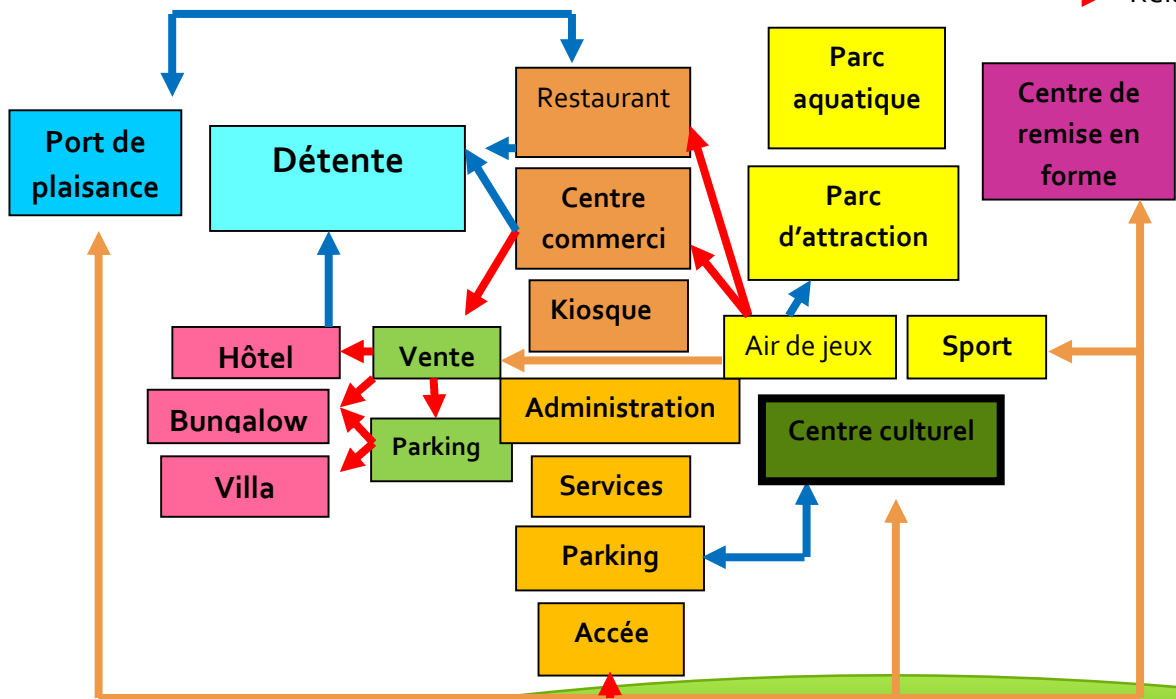 Restaurant
Parc
aquatique
Centre de
remise en
forme
Port de
plaisance
Détente
Centre
commerci
Parc
d'attraction
Kiosque
Hôtel
Vente
Air de jeux
Sport
Bungalow
Administration
Centre culturel
Parking
Villa
Services
Parking
Accée